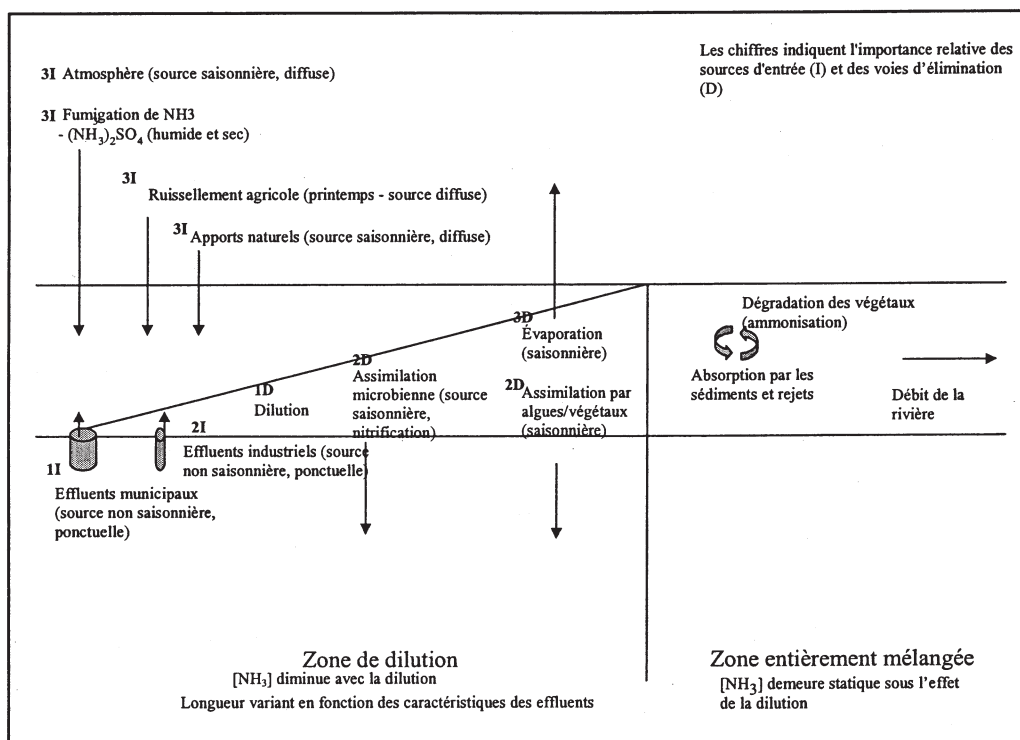 3I Atmosphère (source saisonnière, diffuse)
Les chiffres indiquent l'importance relative des
sources d'entrée (I) et des voies d'élimination
(D)
3I Fumigation de NH3
- (NH₃)₂SO₄ (humide et sec)
3I
Ruissellement agricole (printemps - source diffuse)
3I Apports naturels (source saisonnière, diffuse)
3D
Évaporation
(saisonnière)
2D
Assimilation
microbienne (source
saisonnière,
nitrification)
1D
Dilution
2D Assimilation par
algues/végétaux
(saisonnière)
Dégradation des végétaux
(ammonisation)
Absorption par les
sédiments et rejets
Débit de la
rivière
2I
Effluents industriels (source
non saisonnière, ponctuelle)
1I
Effluents municipaux
(source non saisonnière,
ponctuelle)
Zone de dilution
[NH₃] diminue avec la dilution
Longueur variant en fonction des caractéristiques des effluents
Zone entièrement mélangée
[NH₃] demeure statique sous l'effet
de la dilution